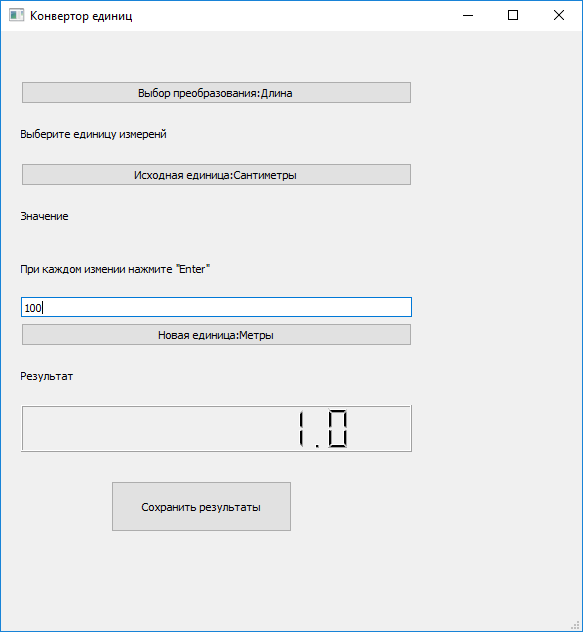 Конвертор единиц
Выбор преобразования:Длина
Выберите единицу измерень
Исходная единица:Сантиметры
Значение
При каждом измении нажмите "Enter"
100
Новая единица:Метры
Результат
1.0
Сохранить результаты